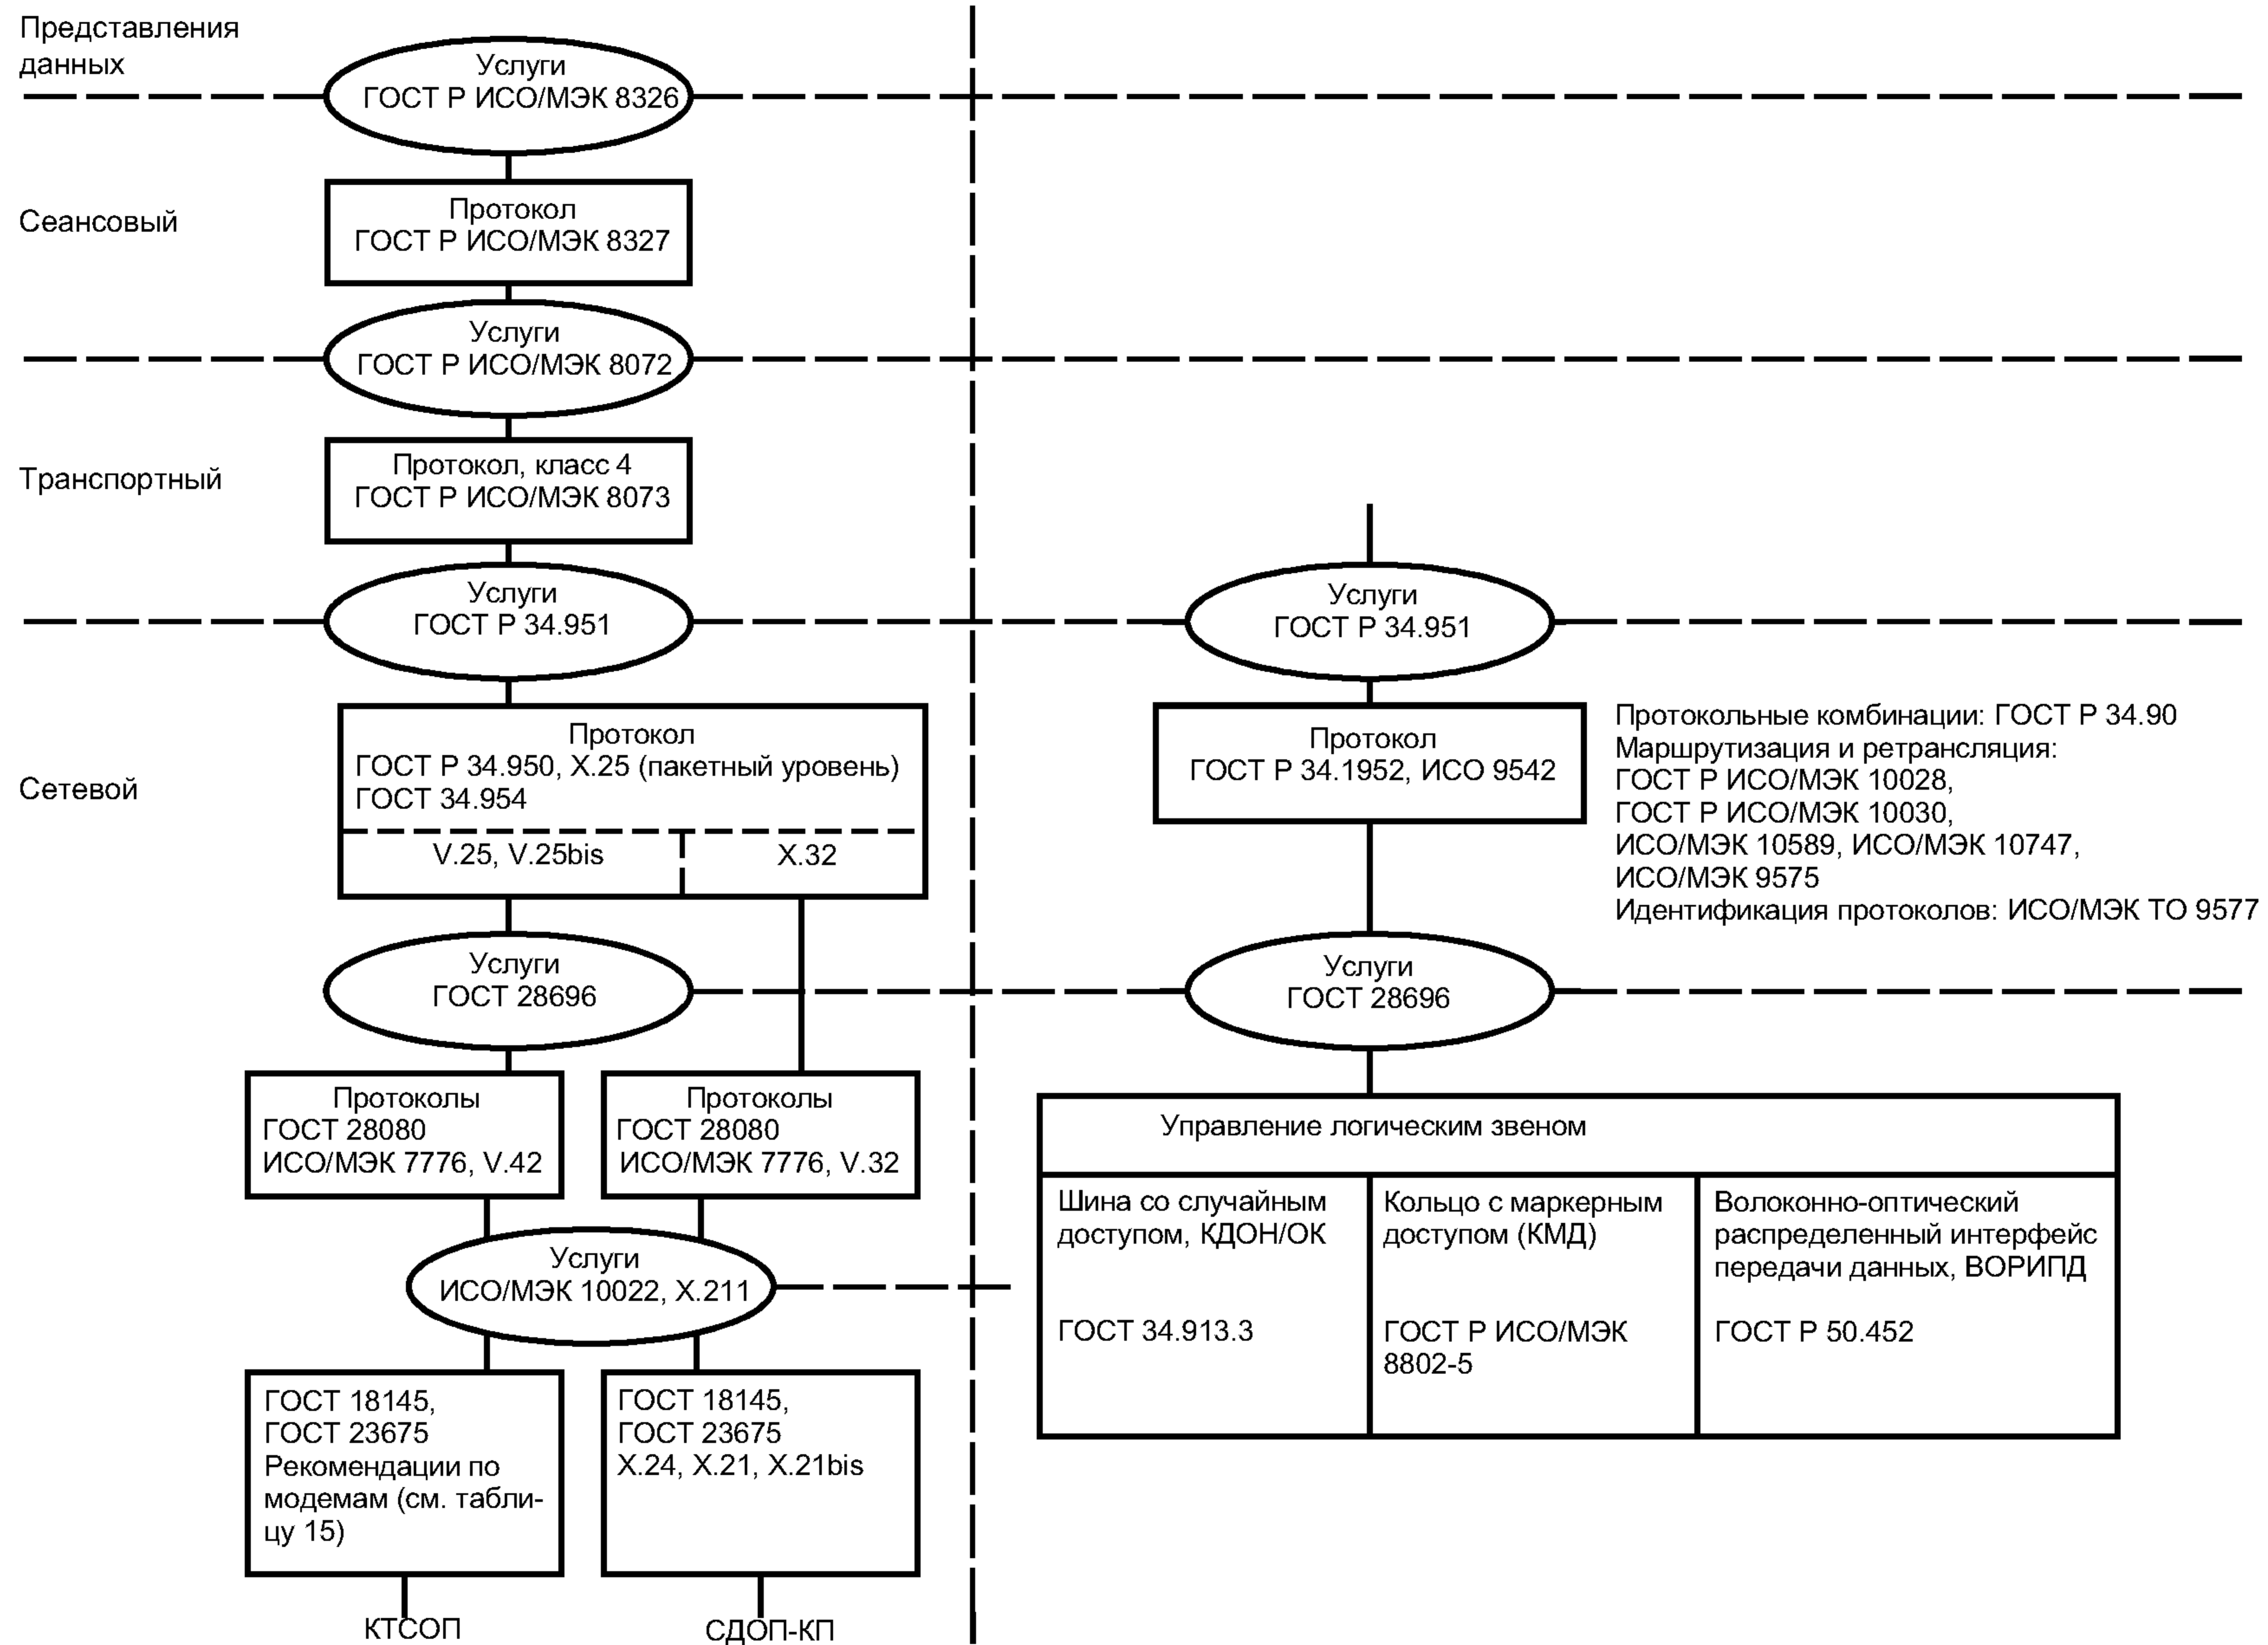 Представления
данных
Услуги
ГОСТ Р ИСО/МЭК 8326
Сеансовый
Протокол
ГОСТ Р ИСО/МЭК 8327
Услуги
ГОСТ Р ИСО/МЭК 8072
Транспортный
Протокол, класс 4
ГОСТ Р ИСО/МЭК 8073
Услуги
ГОСТ Р 34.951
Услуги
ГОСТ Р 34.951
Сетевой
Протокол
ГОСТ Р 34.950, Х.25 (пакетный уровень)
ГОСТ 34.954
V.25, V.25bis
X.32
Протокол
ГОСТ Р 34.1952, ИСО 9542
Протокольные комбинации: ГОСТ Р 34.90
Маршрутизация и ретрансляция:
ГОСТ Р ИСО/МЭК 10028,
ГОСТ Р ИСО/МЭК 10030,
ИСО/МЭК 10589, ИСО/МЭК 10747,
ИСО/МЭК 9575
Идентификация протоколов: ИСО/МЭК ТО 9577
Услуги
ГОСТ 28696
Услуги
ГОСТ 28696
Протоколы
ГОСТ 28080
ИСО/МЭК 7776, V.42
Протоколы
ГОСТ 28080
ИСО/МЭК 7776, V.32
Услуги
ИСО/МЭК 10022, Х.211
Управление логическим звеном
Шина со случайным
доступом, КДОН/ОК
ГОСТ 34.913.3
Кольцо с маркерным
доступом (КМД)
ГОСТ Р ИСО/МЭК
8802-5
Волоконно-оптический
распределенный интерфейс
передачи данных, ВОРИПД
ГОСТ Р 50.452
ГОСТ 18145,
ГОСТ 23675
Рекомендации по
модемам (см. табли-
цу 15)
ГОСТ 18145,
ГОСТ 23675
X.24, X.21, X.21bis
КТСОП
СДОП-КП